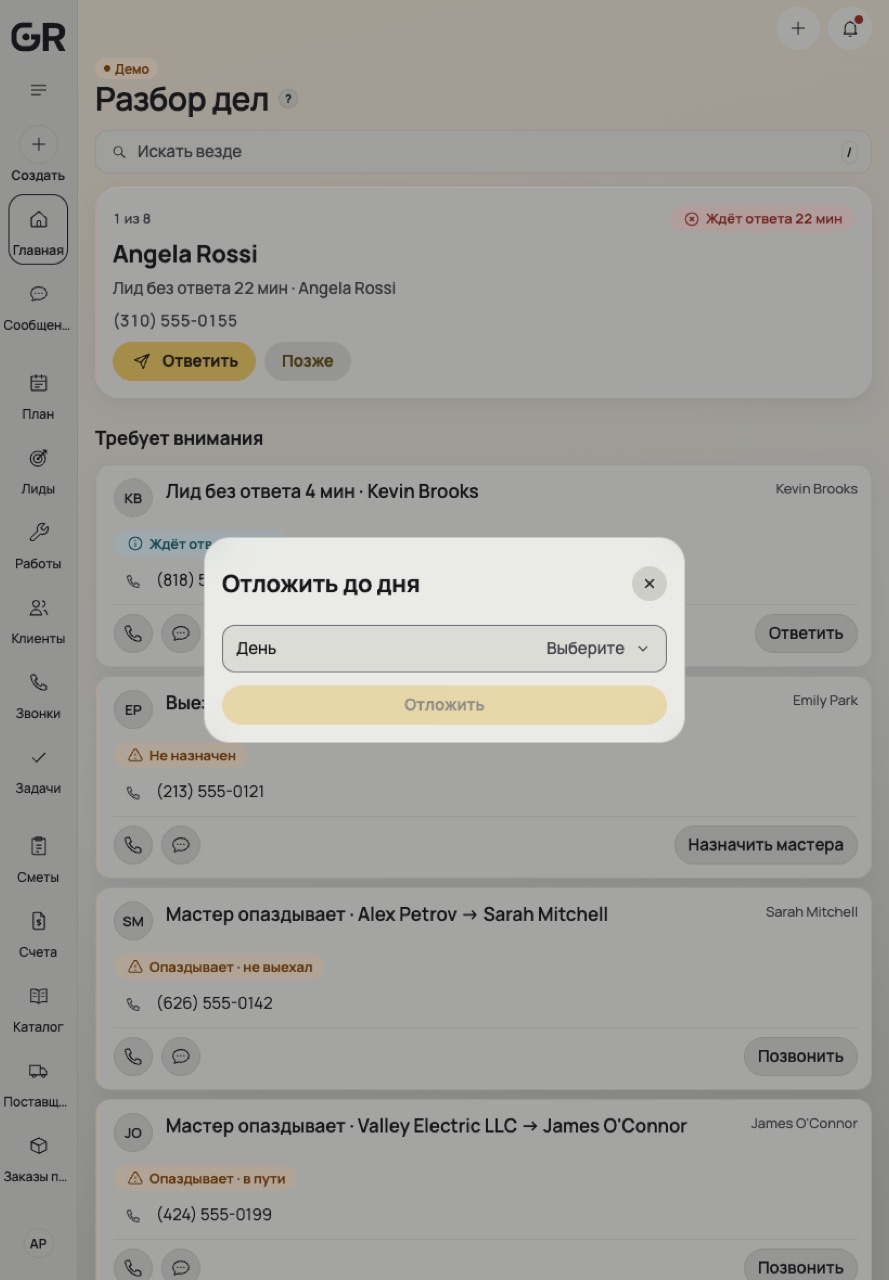 GR
Демо
Разбор дел ?
Создать
Главная
Сообщен...
План
Лиды
Работы
Клиенты
Звонки
Задачи
Сметы
Счета
Каталог
Поставщ...
Заказы п...
AP
Искать везде /
1 из 8
Ждёт ответа 22 мин
Angela Rossi
Лид без ответа 22 мин · Angela Rossi
(310) 555-0155
Ответить
Позже
Требует внимания
KB
Лид без ответа 4 мин · Kevin Brooks
Kevin Brooks
Ждёт отв
(818) 5
Ответить
Отложить до дня
День
Выберите
Отложить
EP
Вые
Emily Park
Не назначен
(213) 555-0121
Назначить мастера
SM
Мастер опаздывает · Alex Petrov → Sarah Mitchell
Sarah Mitchell
Опаздывает · не выехал
(626) 555-0142
Позвонить
JO
Мастер опаздывает · Valley Electric LLC → James O'Connor
James O'Connor
Опаздывает · в пути
(424) 555-0199
Позвонить